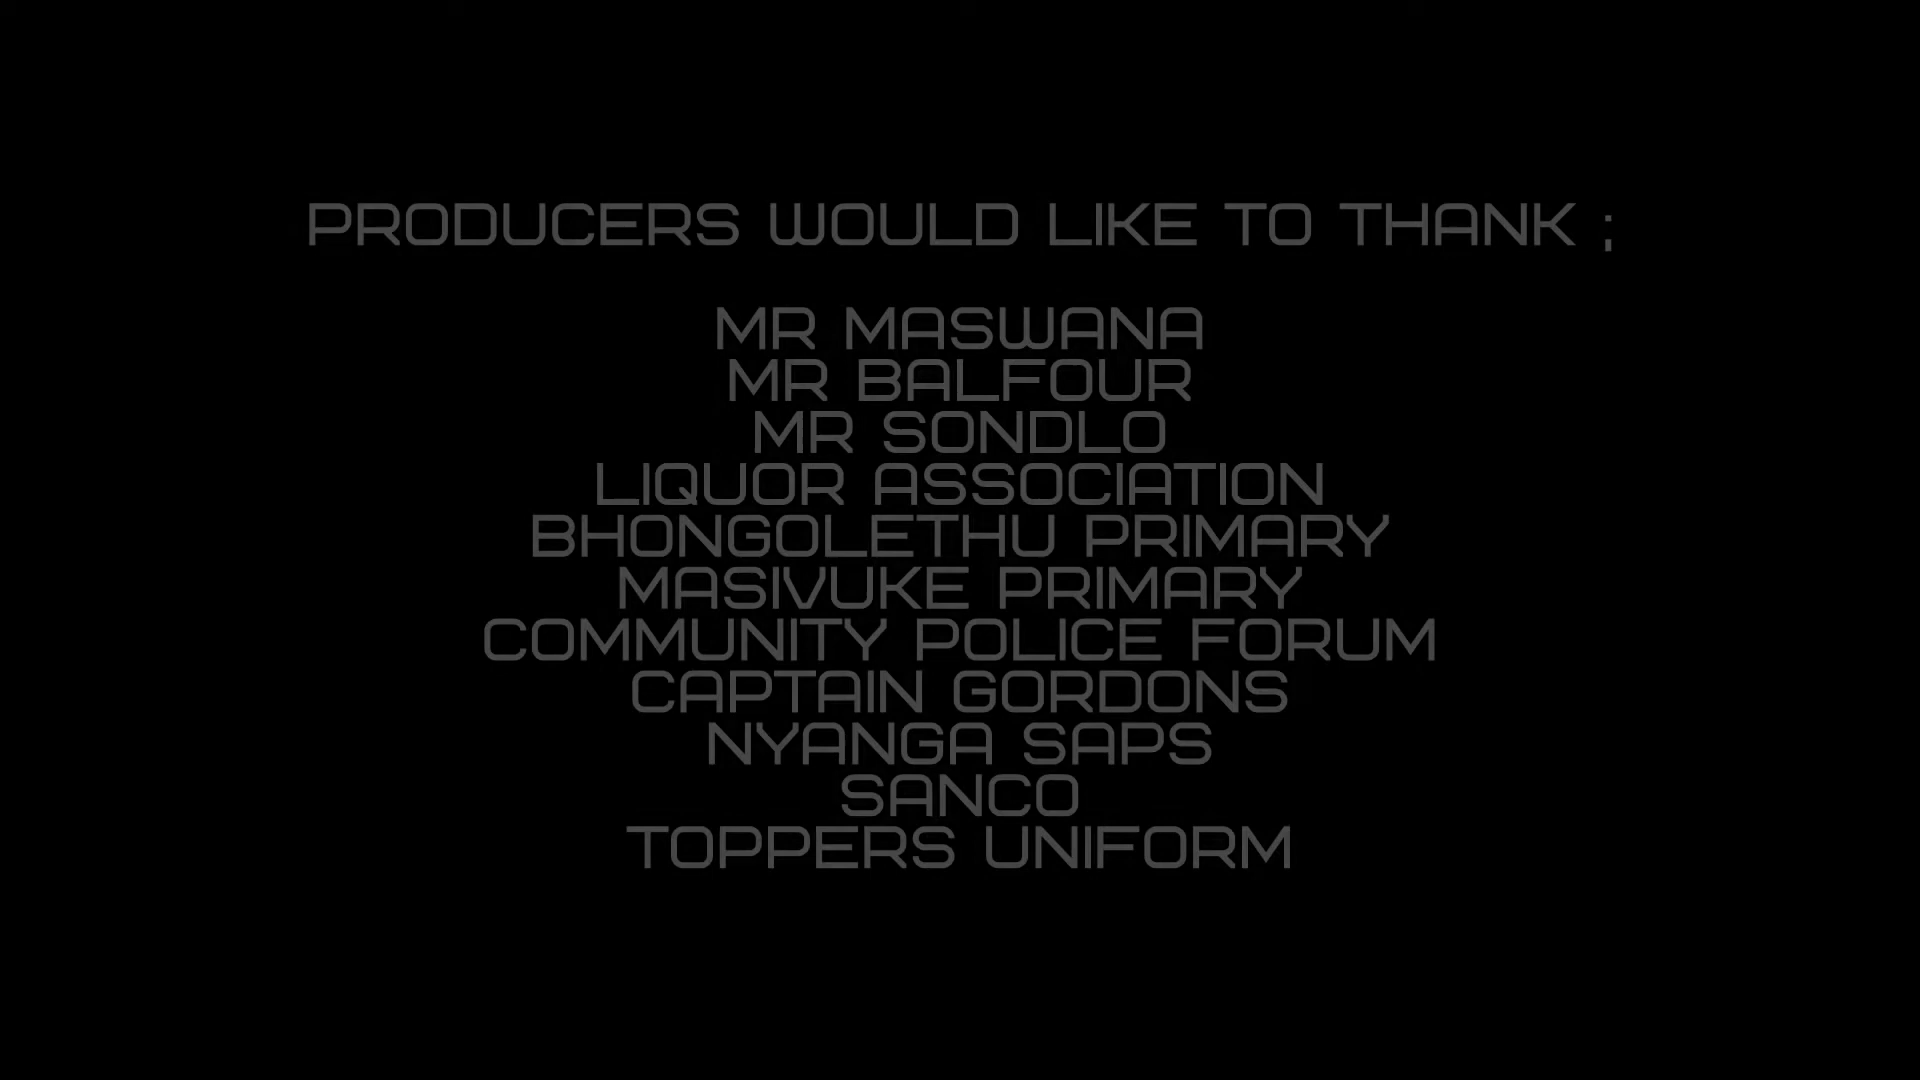 PRODUCERS WOULD LIKE TO THANK ;
MR MASWANA
MR BALFOUR
MR SONDLO
LIQUOR ASSOCIATION
BHONGOLETHU PRIMARY
MASIVUKE PRIMARY
COMMUNITY POLICE FORUM
CAPTAIN GORDONS
NYANGA SAPS
SANCO
TOPPERS UNIFORM